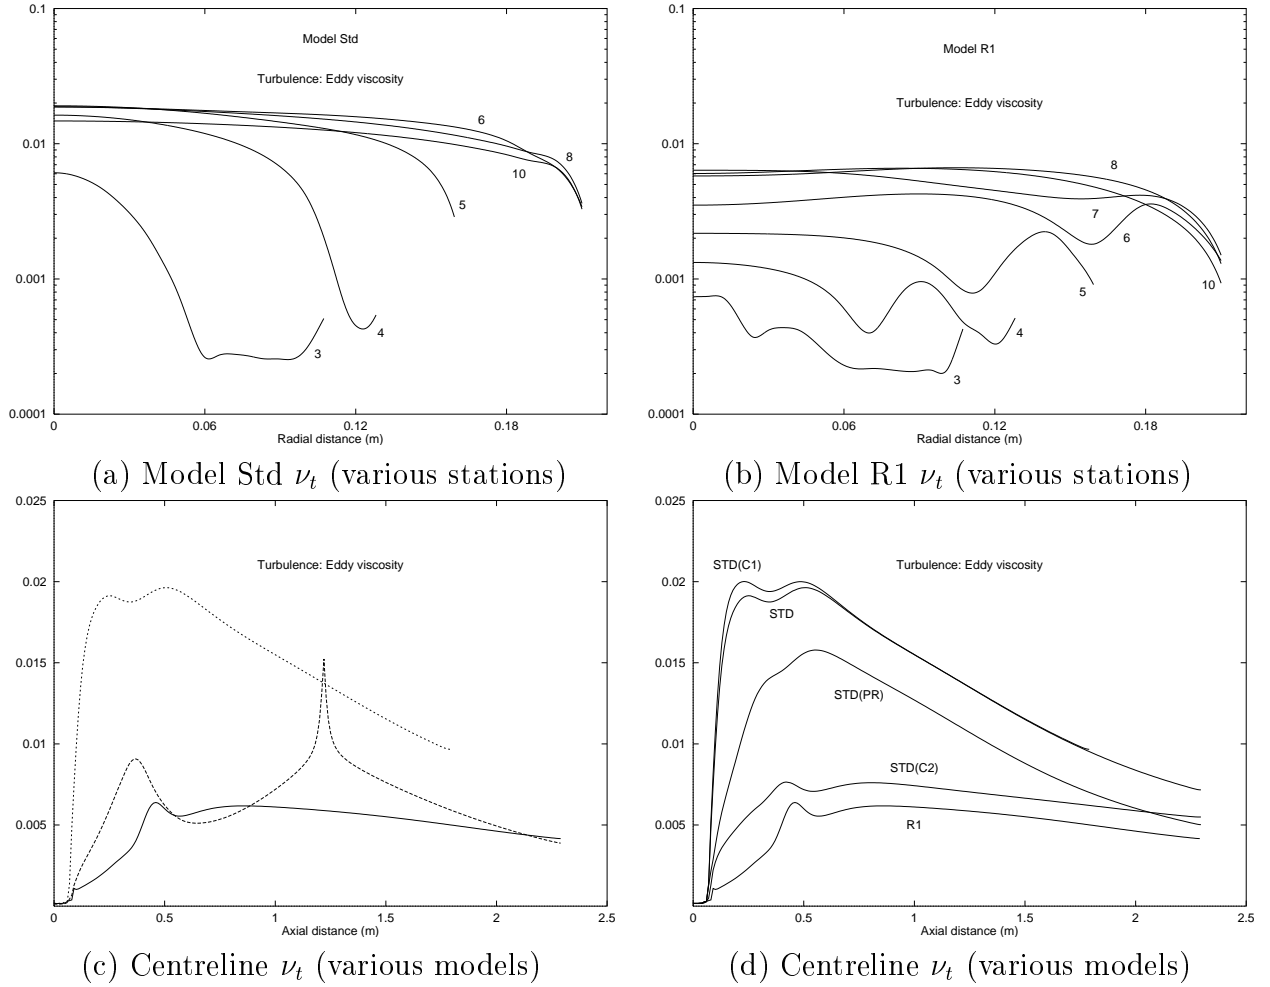 0.1
0.01
0.001
0.0001
Model Std
Turbulence: Eddy viscosity
6
8
10
5
4
3
0
0.06
0.12
0.18
Radial distance (m)
(a) Model Std νt (various stations)
0.1
0.01
0.001
0.0001
Model R1
Turbulence: Eddy viscosity
8
7
6
5
10
4
3
0
0.06
0.12
0.18
Radial distance (m)
(b) Model R1 νt (various stations)
0.025
0.02
0.015
0.01
0.005
Turbulence: Eddy viscosity
0
0.5
1
1.5
2
2.5
Axial distance (m)
(c) Centreline νt (various models)
0.025
0.02
0.015
0.01
0.005
STD(C1)
Turbulence: Eddy viscosity
STD
STD(PR)
STD(C2)
R1
0
0.5
1
1.5
2
2.5
Axial distance (m)
(d) Centreline νt (various models)